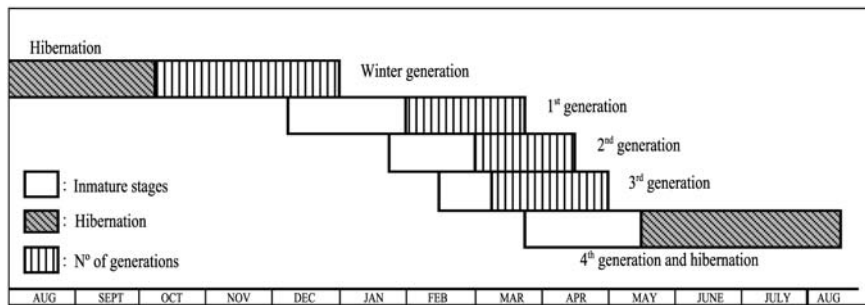 Hibernation
Winter generation
1st generation
2nd generation
3rd generation
: Inmature stages
: Hibernation
: Nº of generations
4th generation and hibernation
AUG SEPT OCT NOV DEC JAN FEB MAR APR MAY JUNE JULY AUG